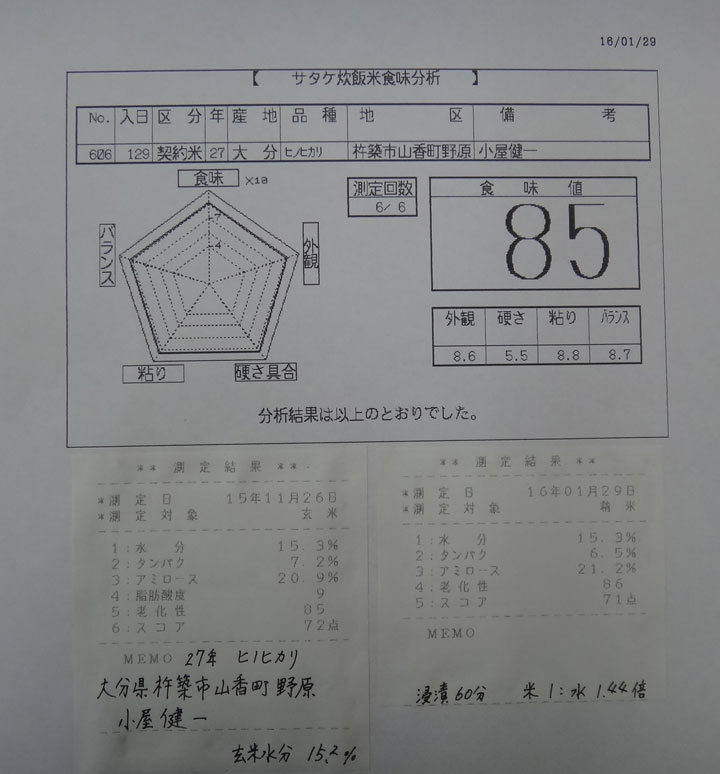 16/01/29
【 サタケ炊飯米食味分析 】
No. 入日 区分 年 産地 品種 地区 備考
606 129 契約米 27 大分 ヒノヒカリ 杵築市山香町野原 小屋健一
食味 ×10
7
4
バランス
外観
粘り
硬さ具合
測定回数
6/ 6
食味値
85
外観 硬さ 粘り バランス
8.6 5.5 8.8 8.7
分析結果は以上のとおりでした。
** 測定結果 **
*測定日 15年11月26日
*測定対象 玄米
1:水分 15.3%
2:タンパク 7.2%
3:アミロース 20.9%
4:脂肪酸度 9
5:老化性 85
6:スコア 72点
MEMO 27年 ヒノヒカリ
大分県杵築市山香町野原
小屋健一
玄米水分 15.2%
** 測定結果 **
*測定日 16年01月29日
*測定対象 精米
1:水分 15.3%
2:タンパク 6.5%
3:アミロース 21.2%
4:老化性 86
5:スコア 71点
MEMO
浸漬60分 米1:水1.44倍